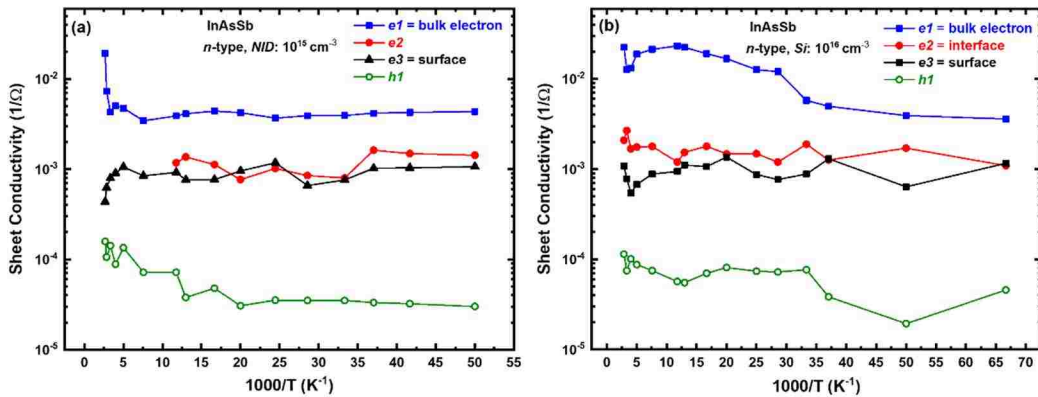 (a)
InAsSb
n-type, NID: 10¹⁵ cm⁻³
e1 = bulk electron
e2
e3 = surface
h1
Sheet Conductivity (1/Ω)
10⁻²
10⁻³
10⁻⁴
10⁻⁵
0 5 10 15 20 25 30 35 40 45 50 55
1000/T (K⁻¹)
(b)
InAsSb
n-type, Si: 10¹⁶ cm⁻³
e1 = bulk electron
e2 = interface
e3 = surface
h1
Sheet Conductivity (1/Ω)
10⁻²
10⁻³
10⁻⁴
10⁻⁵
0 5 10 15 20 25 30 35 40 45 50 55 60 65 70
1000/T (K⁻¹)